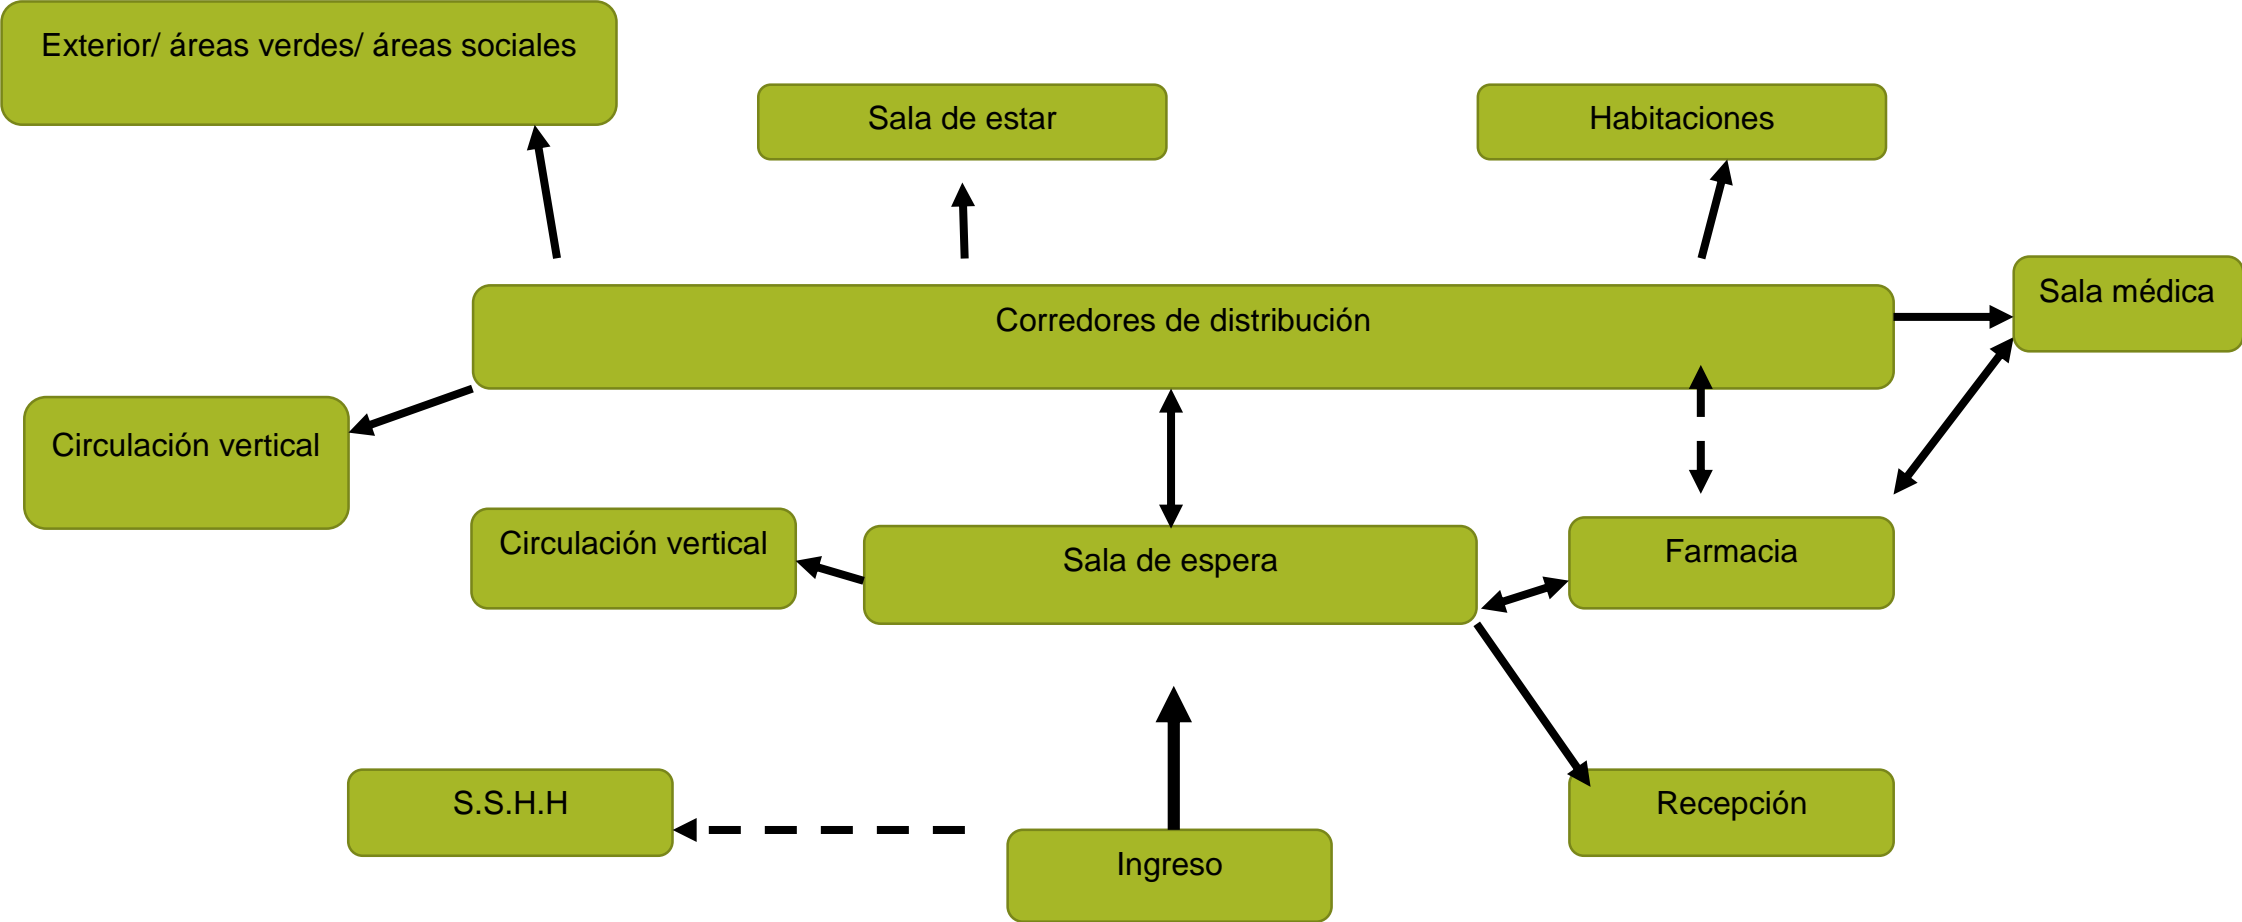 Exterior/ áreas verdes/ áreas sociales
Sala de estar
Habitaciones
Sala médica
Corredores de distribución
Circulación vertical
Circulación vertical
Sala de espera
Farmacia
S.S.H.H
Recepción
Ingreso